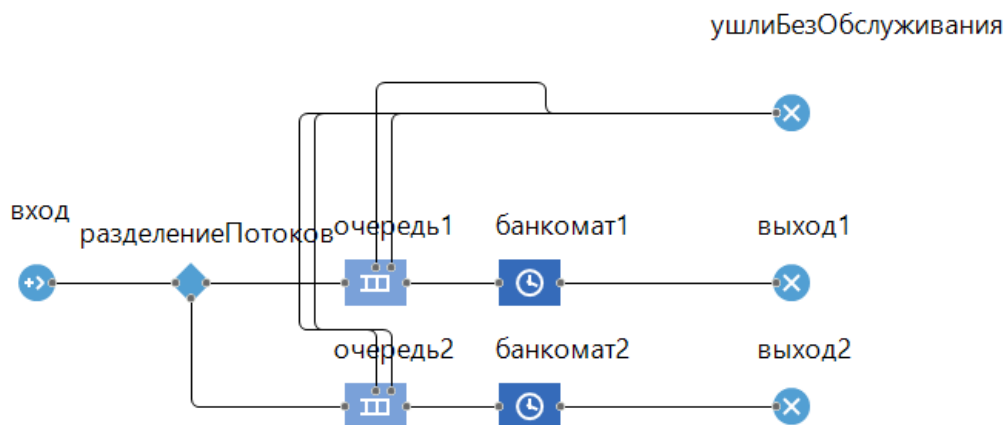 ушлиБезОбслуживания
вход
разделениеПотоков
очередь1
банкомат1
выход1
очередь2
банкомат2
выход2